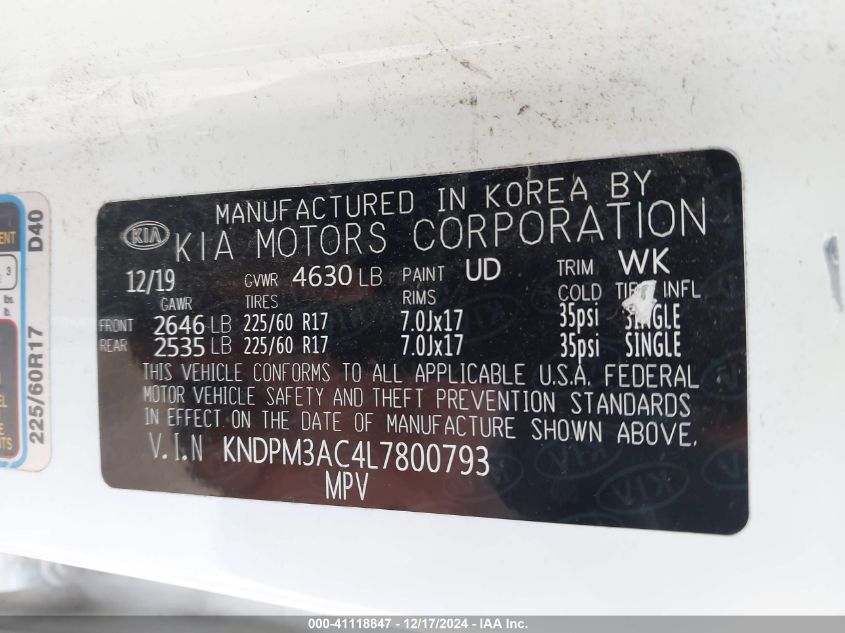 MANUFACTURED IN KOREA BY
KIA KIA MOTORS CORPORATION
12/19 GVWR 4630 LB PAINT UD TRIM WK
GAWR TIRES RIMS COLD TIRE INFL
FRONT 2646 LB 225/60 R17 7.0Jx17 35psi SINGLE
REAR 2535 LB 225/60 R17 7.0Jx17 35psi SINGLE
THIS VEHICLE CONFORMS TO ALL APPLICABLE U.S.A. FEDERAL
MOTOR VEHICLE SAFETY AND THEFT PREVENTION STANDARDS
IN EFFECT ON THE DATE OF MANUFACTURE SHOWN ABOVE.
V.I.N KNDPM3AC4L7800793
MPV
225/60R17 D40
3
lbs.
© 00-41118847 - 12/17/2024 - IAA Inc.